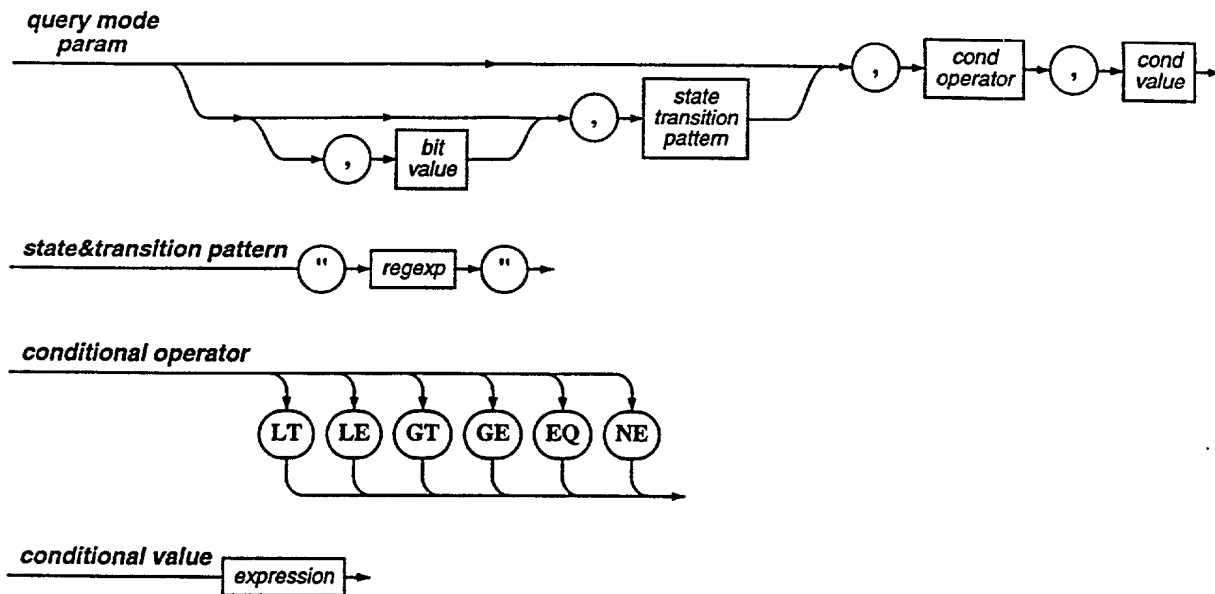 query mode
param
,
cond
operator
,
cond
value
,
state
transition
pattern
,
bit
value
state&transition pattern
" regexp "
conditional operator
LT LE GT GE EQ NE
conditional value
expression